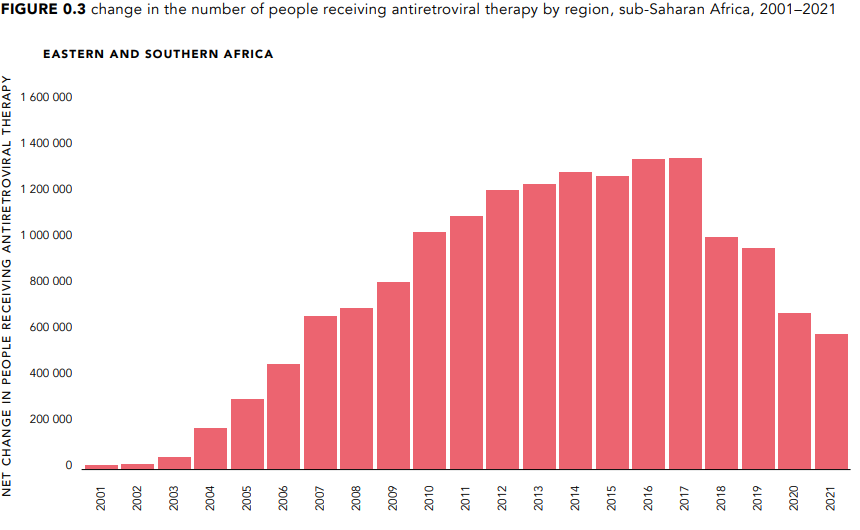 FIGURE 0.3 change in the number of people receiving antiretroviral therapy by region, sub-Saharan Africa, 2001–2021
EASTERN AND SOUTHERN AFRICA
NET CHANGE IN PEOPLE RECEIVING ANTIRETROVIRAL THERAPY
1 600 000
1 400 000
1 200 000
1 000 000
800 000
600 000
400 000
200 000
0
2001 2002 2003 2004 2005 2006 2007 2008 2009 2010 2011 2012 2013 2014 2015 2016 2017 2018 2019 2020 2021